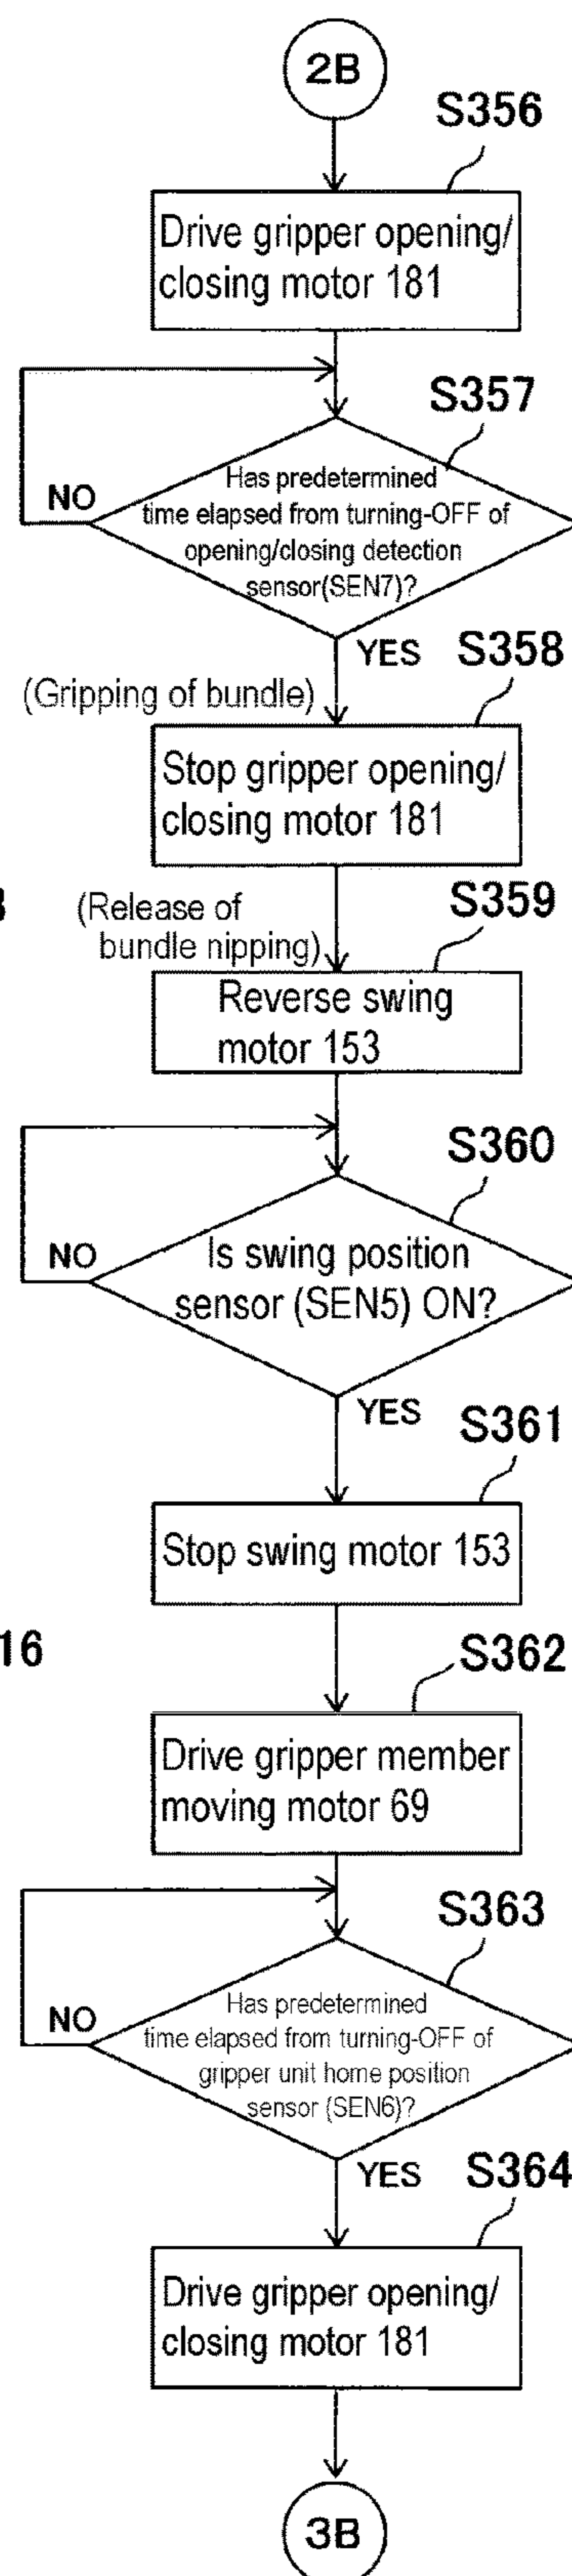 2B
S356
Drive gripper opening/
closing motor 181
S357
Has predetermined
time elapsed from turning-OFF of
opening/closing detection
sensor(SEN7)?
NO
YES
S358
(Gripping of bundle)
Stop gripper opening/
closing motor 181
S359
(Release of
bundle nipping)
Reverse swing
motor 153
S360
Is swing position
sensor (SEN5) ON?
NO
YES
S361
Stop swing motor 153
16
S362
Drive gripper member
moving motor 69
S363
Has predetermined
time elapsed from turning-OFF of
gripper unit home position
sensor (SEN6)?
NO
YES
S364
Drive gripper opening/
closing motor 181
3B